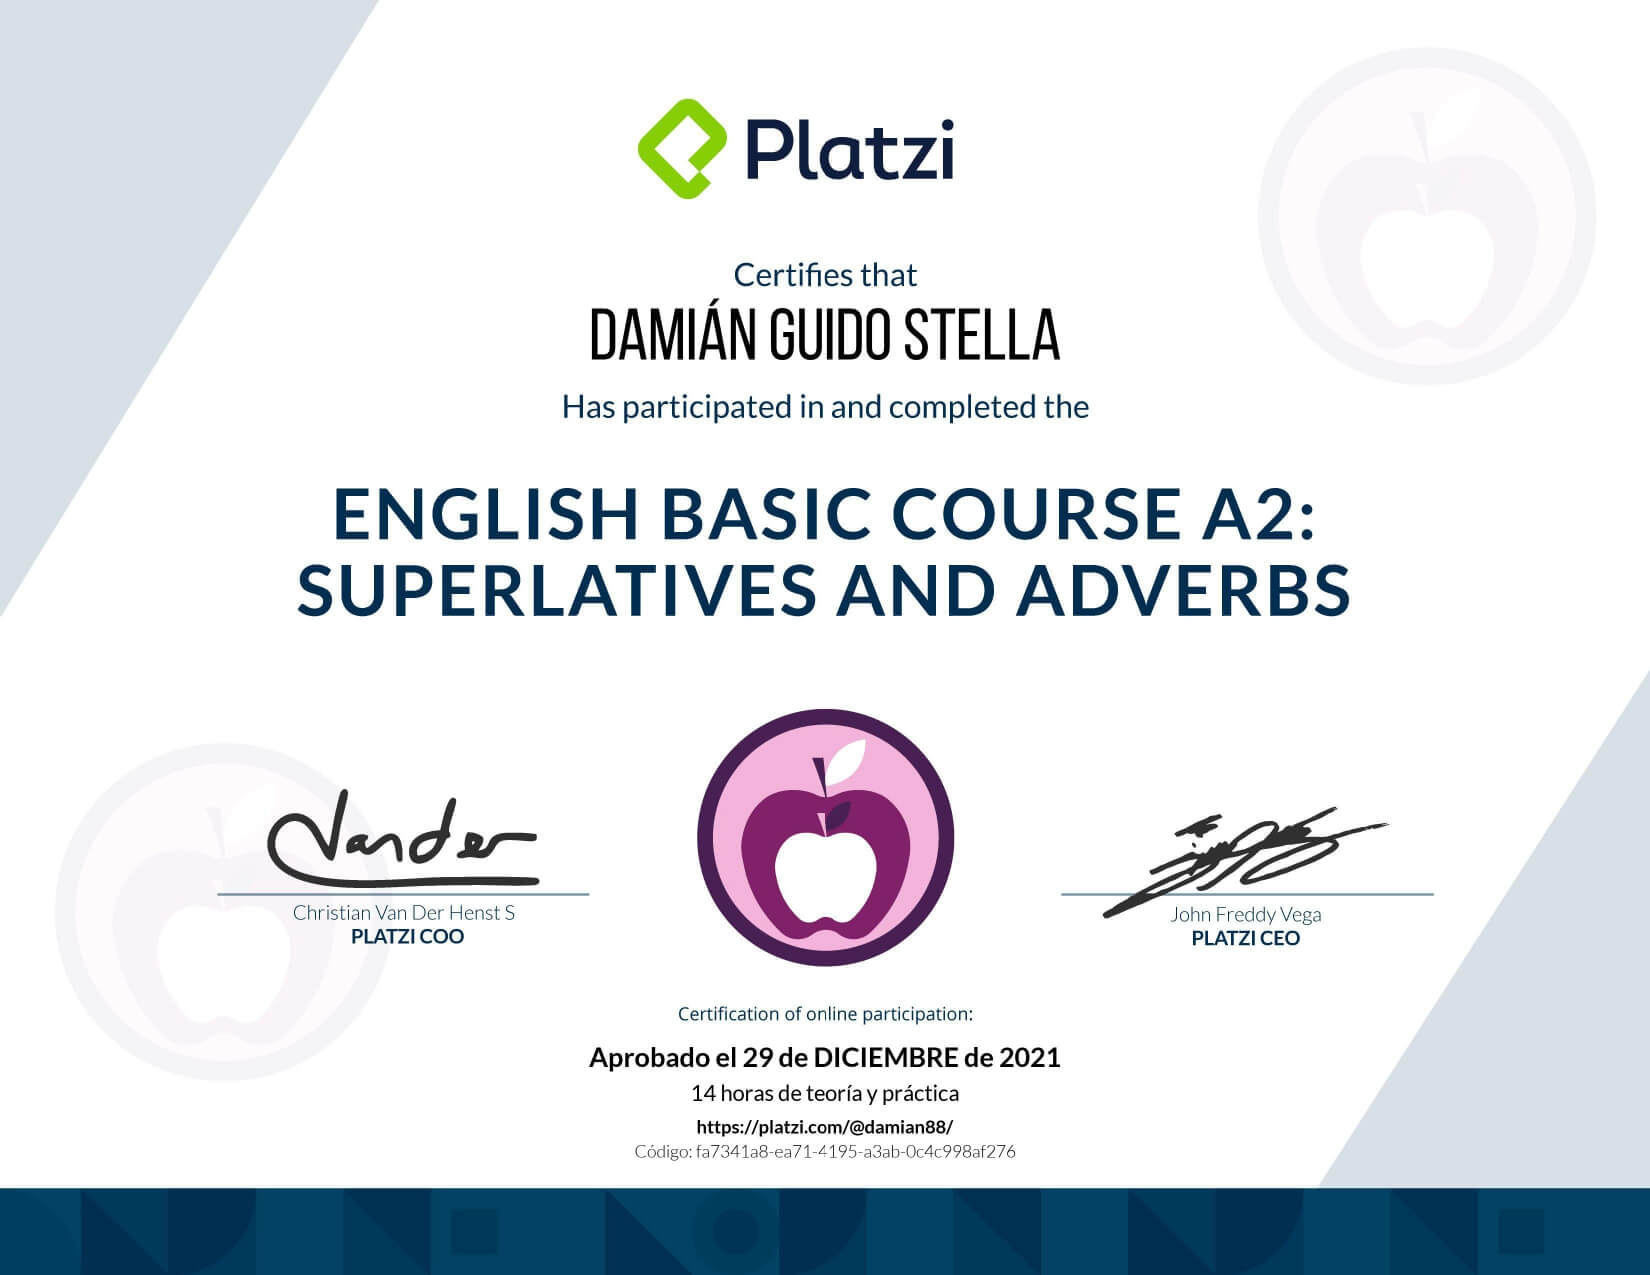 Platzi
Certifies that
DAMIÁN GUIDO STELLA
Has participated in and completed the
ENGLISH BASIC COURSE A2:
SUPERLATIVES AND ADVERBS
Vander
Christian Van Der Henst S
PLATZI COO
John Freddy Vega
PLATZI CEO
Certification of online participation:
Aprobado el 29 de DICIEMBRE de 2021
14 horas de teoría y práctica
https://platzi.com/@damian88/
Código: fa7341a8-ea71-4195-a3ab-0c4c998af276